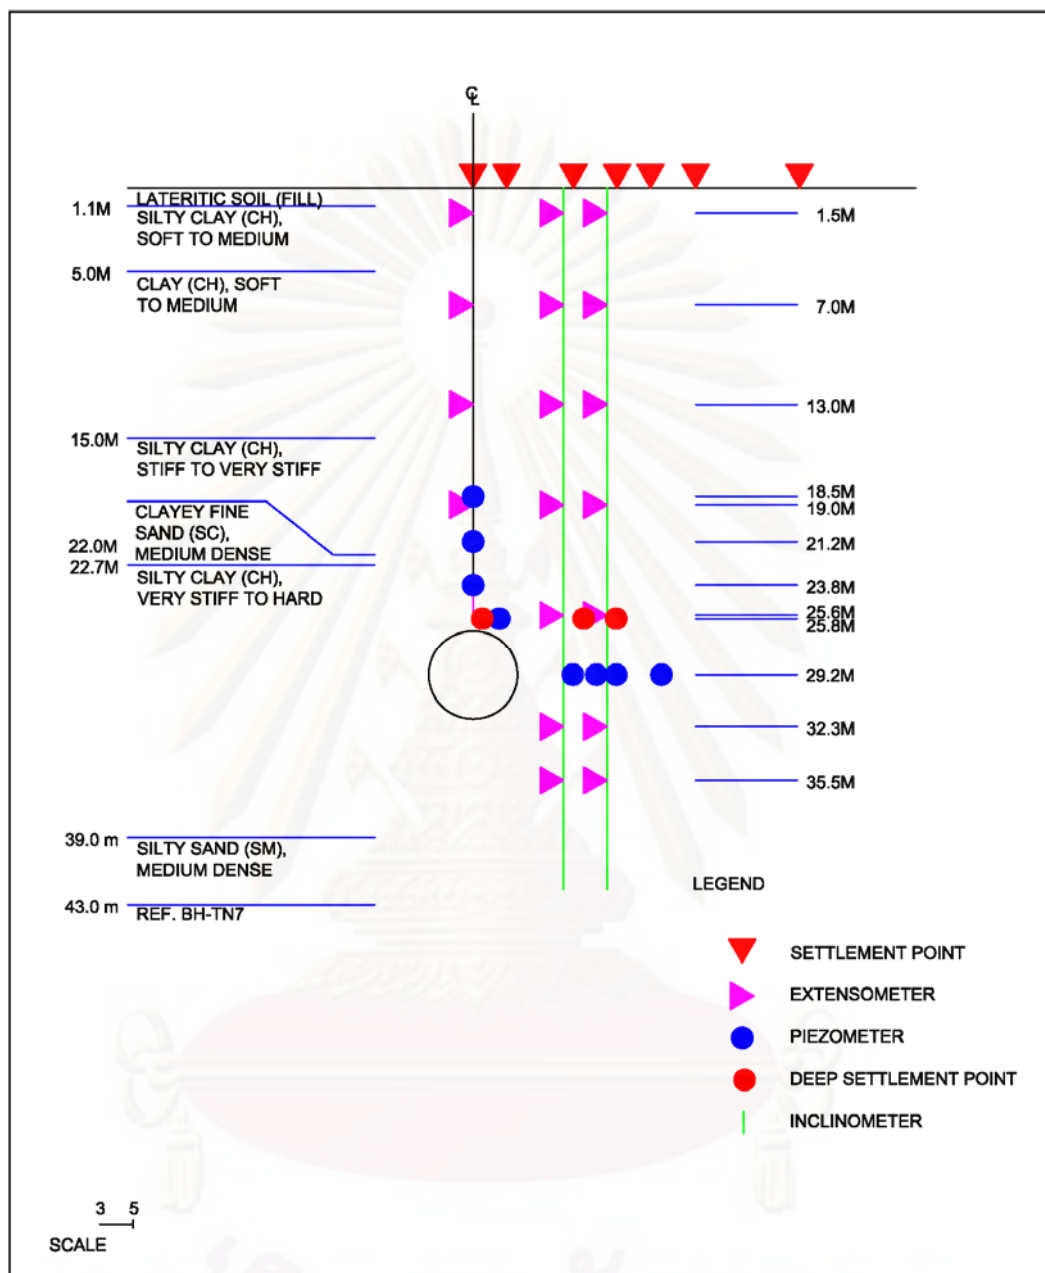 ℄
LATERITIC SOIL (FILL)
1.1M
SILTY CLAY (CH),
SOFT TO MEDIUM
1.5M
5.0M
CLAY (CH), SOFT
TO MEDIUM
7.0M
13.0M
15.0M
SILTY CLAY (CH),
STIFF TO VERY STIFF
18.5M
19.0M
CLAYEY FINE
SAND (SC),
MEDIUM DENSE
21.2M
22.0M
22.7M
SILTY CLAY (CH),
VERY STIFF TO HARD
23.8M
25.6M
25.8M
29.2M
32.3M
35.5M
39.0 m
SILTY SAND (SM),
MEDIUM DENSE
43.0 m
REF. BH-TN7
LEGEND
SETTLEMENT POINT
EXTENSOMETER
PIEZOMETER
DEEP SETTLEMENT POINT
INCLINOMETER
3 5
SCALE